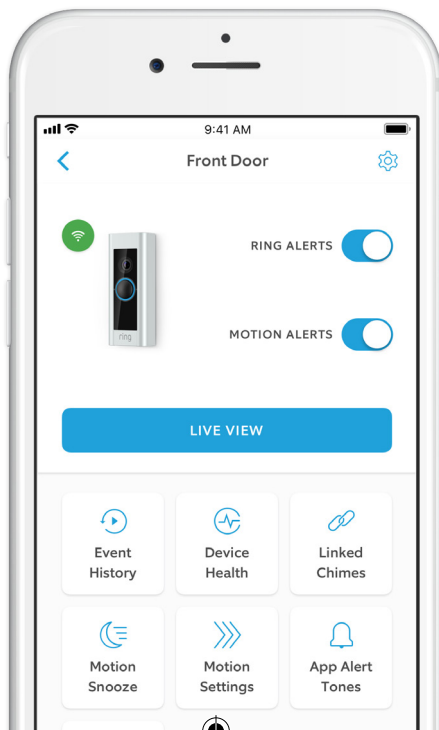 9:41 AM
Front Door
RING ALERTS
ring
MOTION ALERTS
LIVE VIEW
Event
History
Device
Health
Linked
Chimes
Motion
Snooze
Motion
Settings
App Alert
Tones